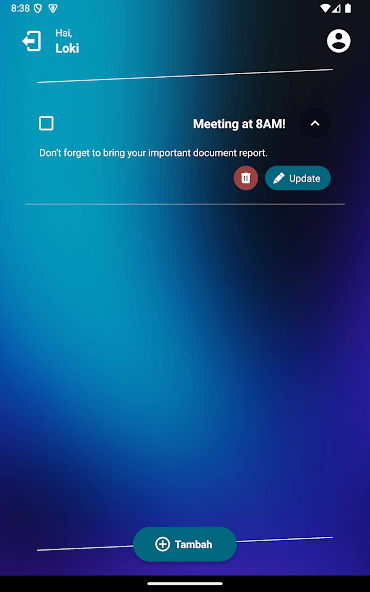 8:38
Hai,
Loki
Meeting at 8AM!
Don't forget to bring your important document report.
Update
Tambah